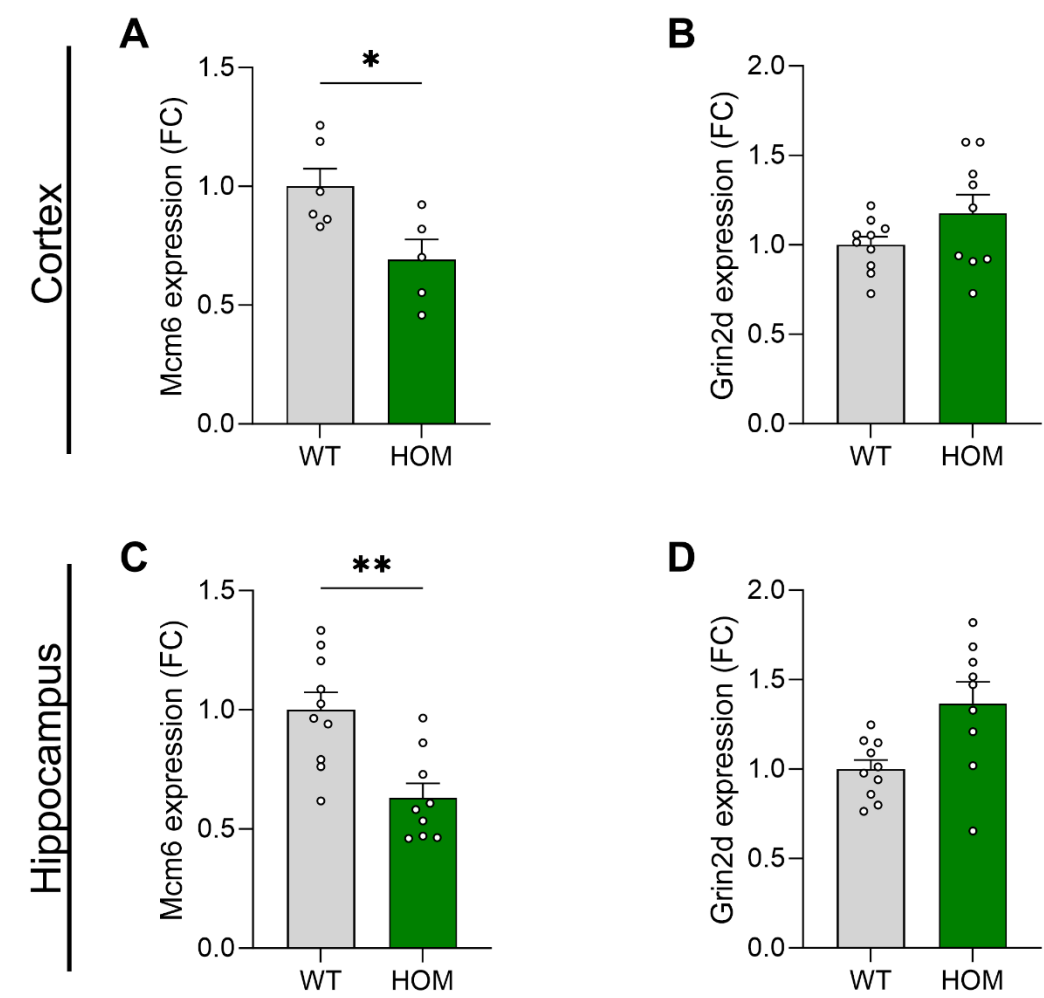 Cortex
A
*
Mcm6 expression (FC)
1.5
1.0
0.5
0.0
WT HOM
B
Grin2d expression (FC)
2.0
1.5
1.0
0.5
0.0
WT HOM
Hippocampus
C
**
Mcm6 expression (FC)
1.5
1.0
0.5
0.0
WT HOM
D
Grin2d expression (FC)
2.0
1.5
1.0
0.5
0.0
WT HOM